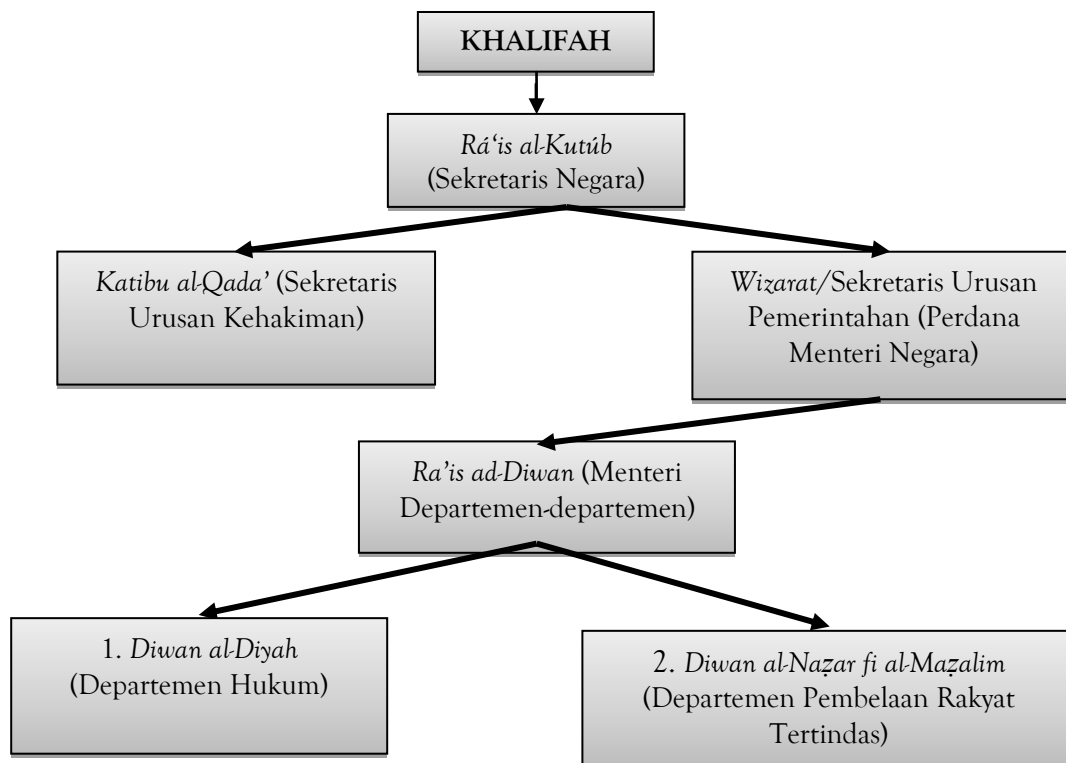 KHALIFAH
Rá‘is al-Kutúb
(Sekretaris Negara)
Katibu al-Qada’ (Sekretaris
Urusan Kehakiman)
Wizarat/Sekretaris Urusan
Pemerintahan (Perdana
Menteri Negara)
Ra’is ad-Diwan (Menteri
Departemen-departemen)
1. Diwan al-Diyah
(Departemen Hukum)
2. Diwan al-Naẓar fi al-Maẓalim
(Departemen Pembelaan Rakyat
Tertindas)